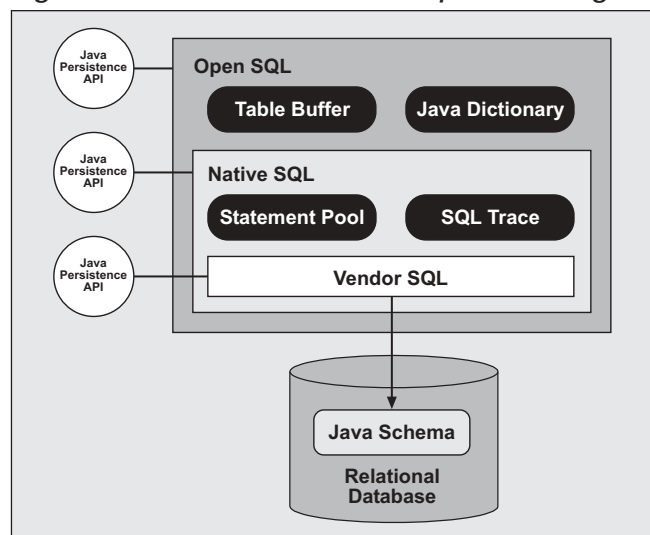 Java
Persistence
API
Open SQL
Table Buffer
Java Dictionary
Java
Persistence
API
Native SQL
Statement Pool
SQL Trace
Java
Persistence
API
Vendor SQL
Java Schema
Relational
Database